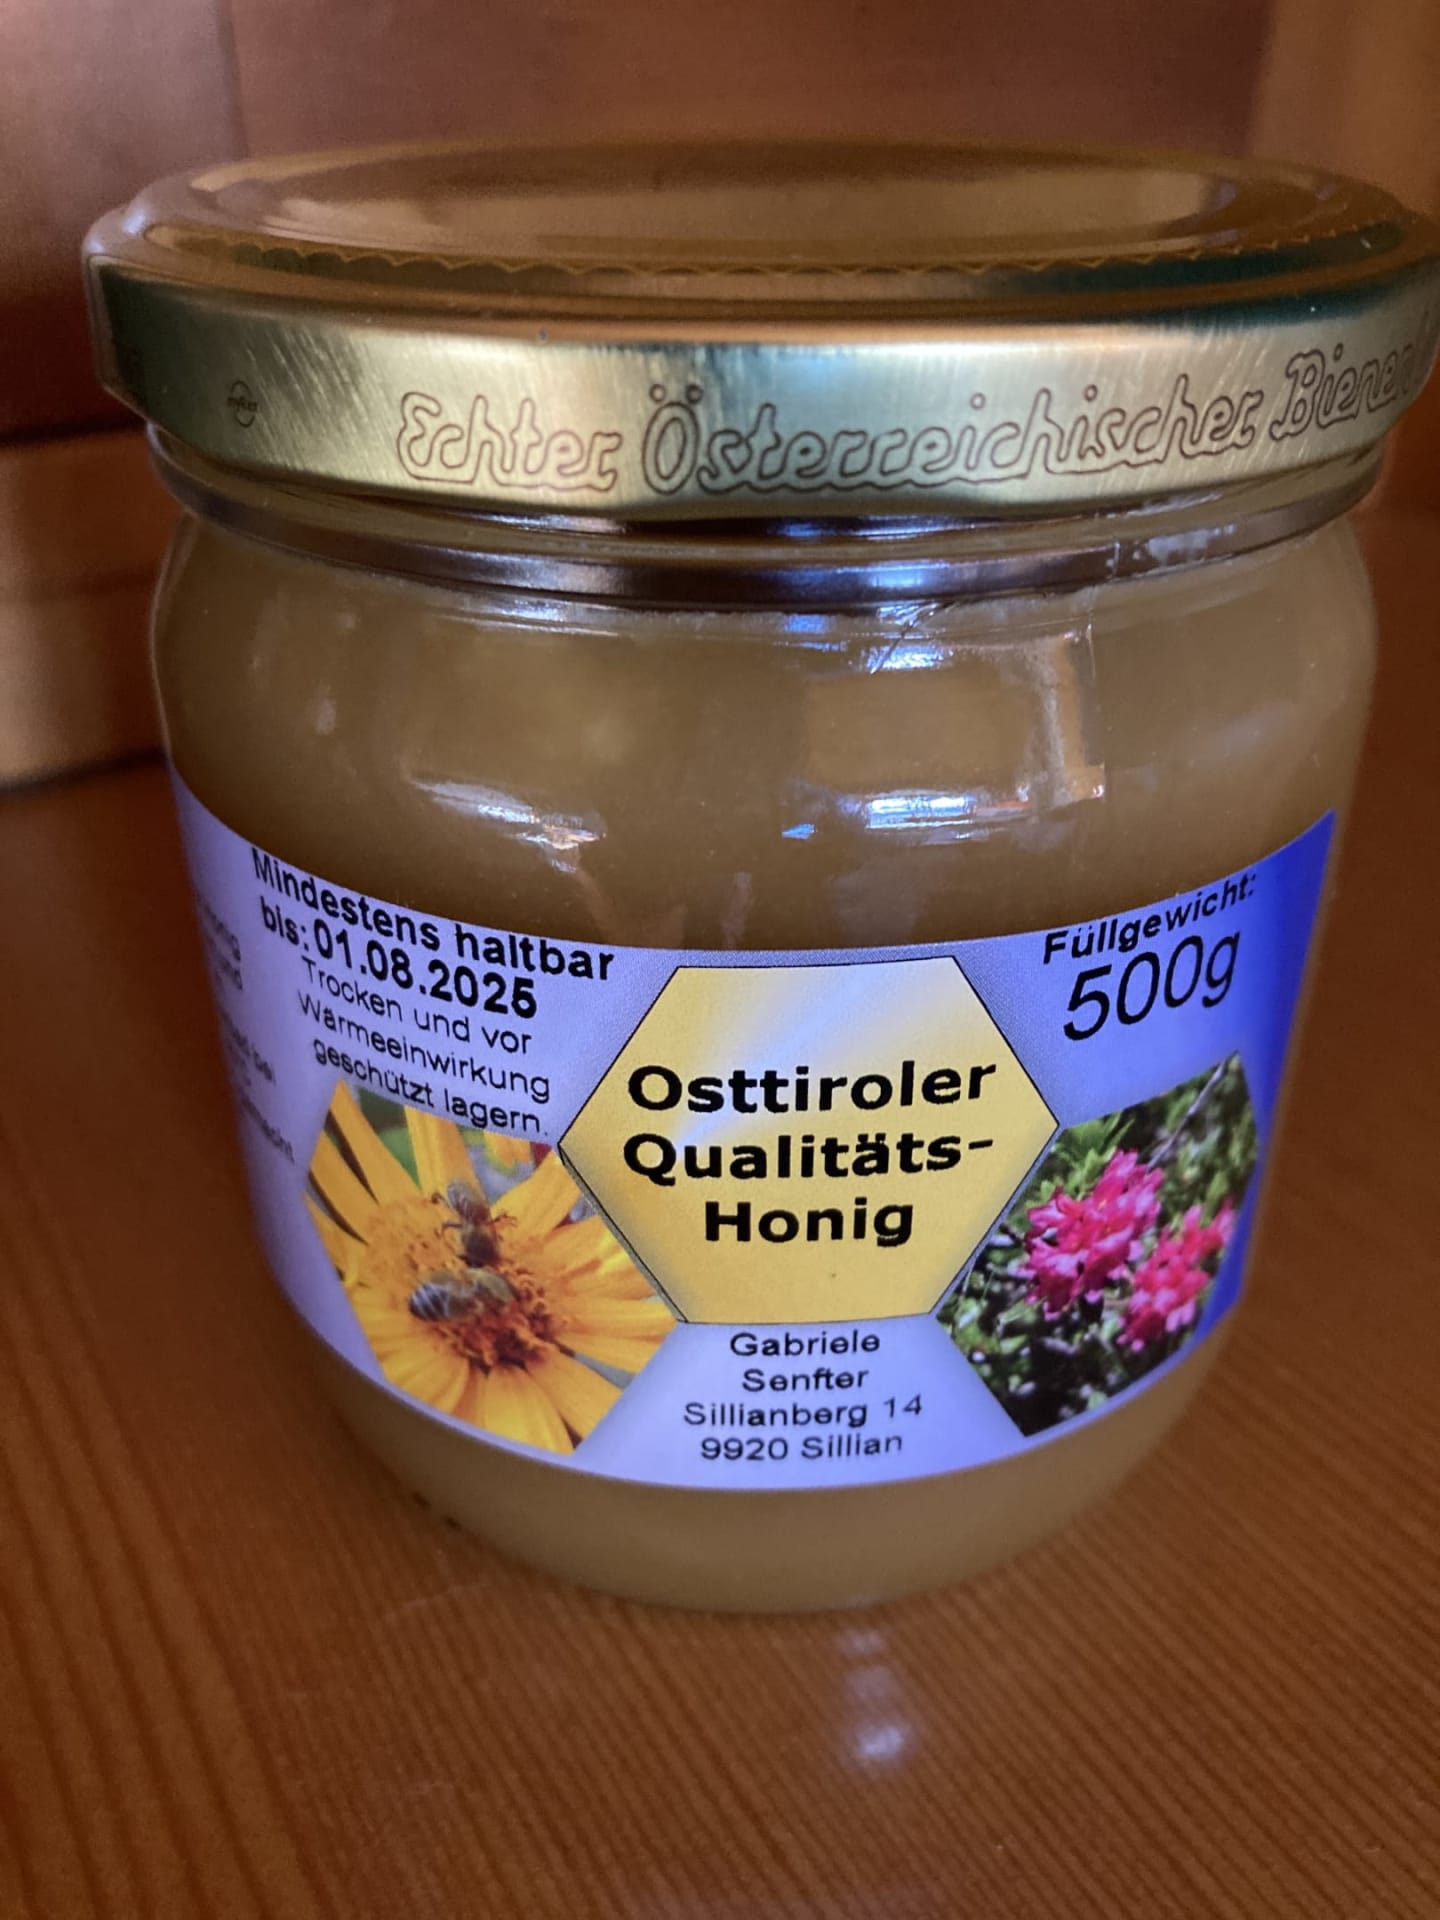 Echter Österreichischer Biene
Mindestens haltbar
bis: 01.08.2025
Trocken und vor
Wärmeeinwirkung
geschützt lagern.
Füllgewicht:
500g
Osttiroler
Qualitäts-
Honig
Gabriele
Senfter
Sillianberg 14
9920 Sillian